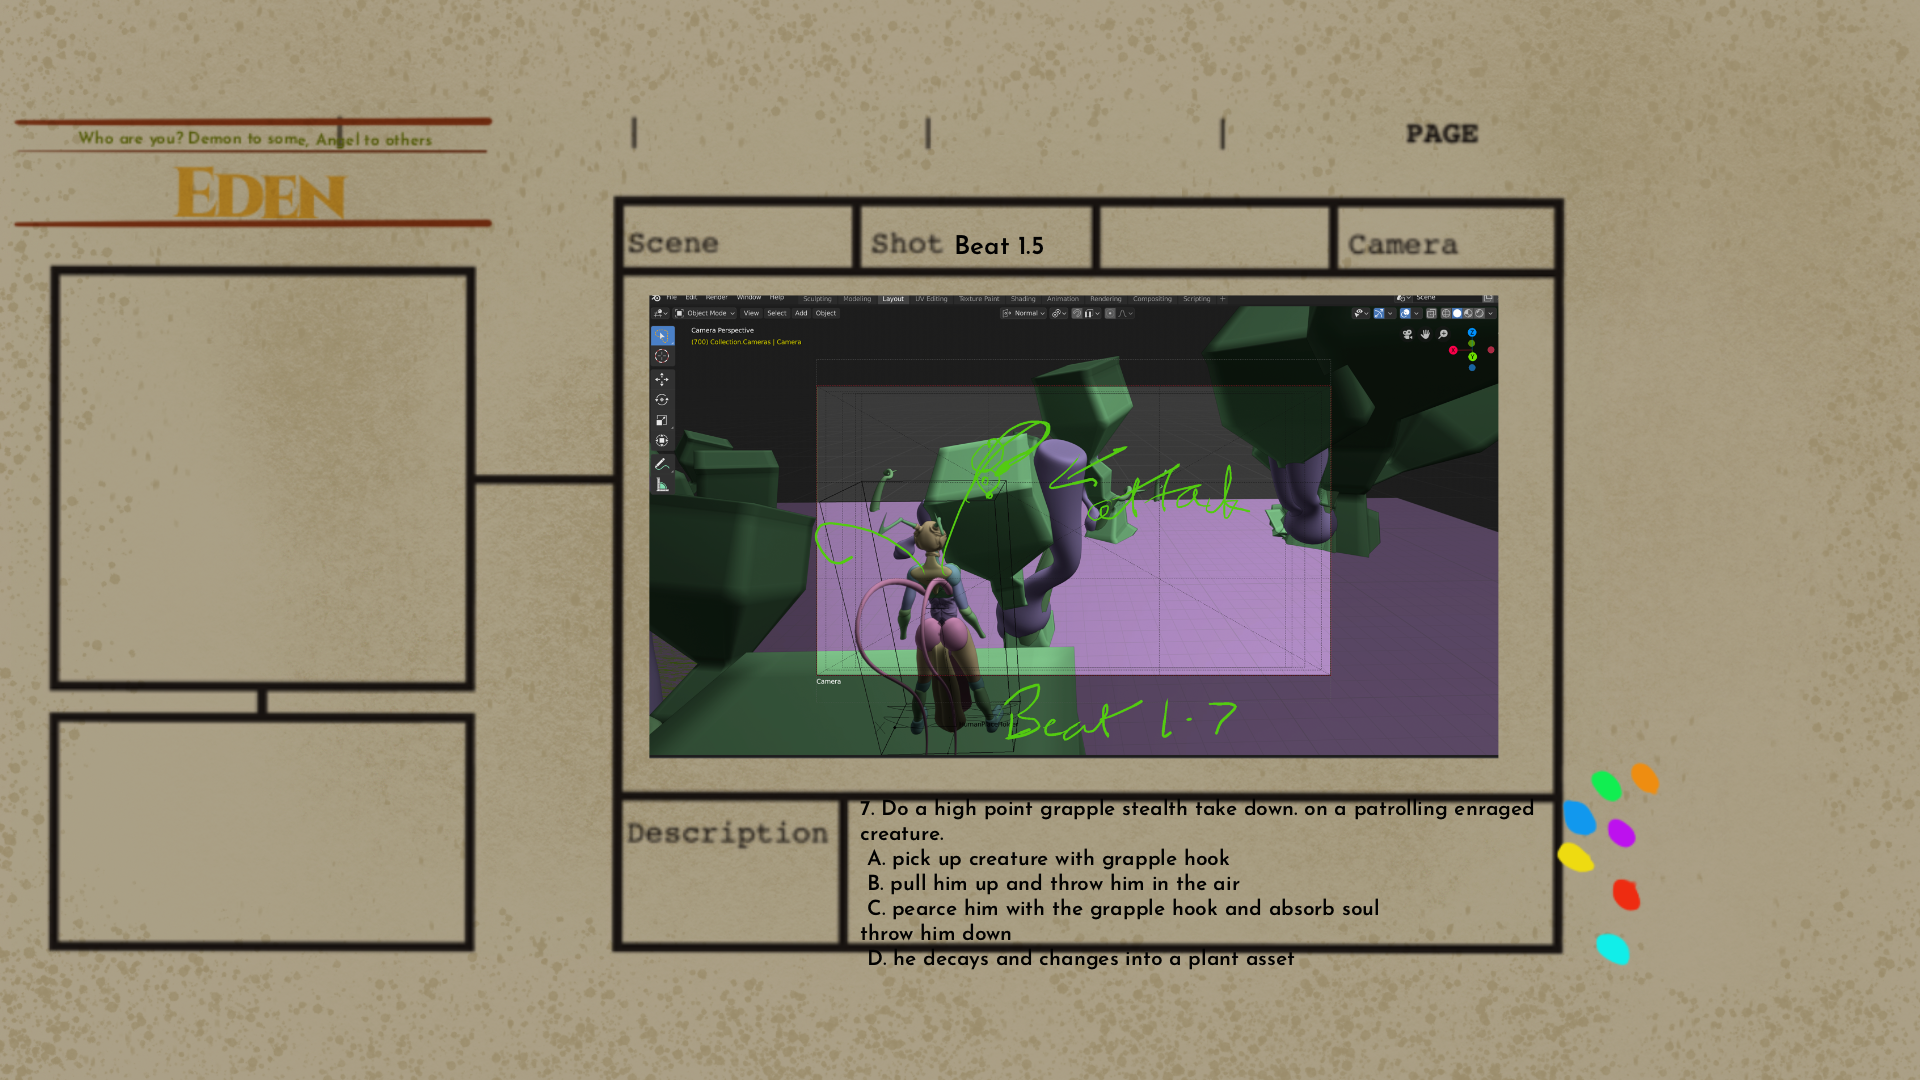 Who are you? Demon to some, Angel to others
EDEN
PAGE
Scene
Shot Beat 1.5
Camera
File Edit Render Window Help Sculpting Modeling Layout UV Editing Texture Paint Shading Animation Rendering Compositing Scripting + Scene
Object Mode View Select Add Object Normal
Camera Perspective
(700) Collection.Cameras | Camera
attack
Camera
Beat 1.7
Description
7. Do a high point grapple stealth take down. on a patrolling enraged
creature.
A. pick up creature with grapple hook
B. pull him up and throw him in the air
C. pearce him with the grapple hook and absorb soul
throw him down
D. he decays and changes into a plant asset